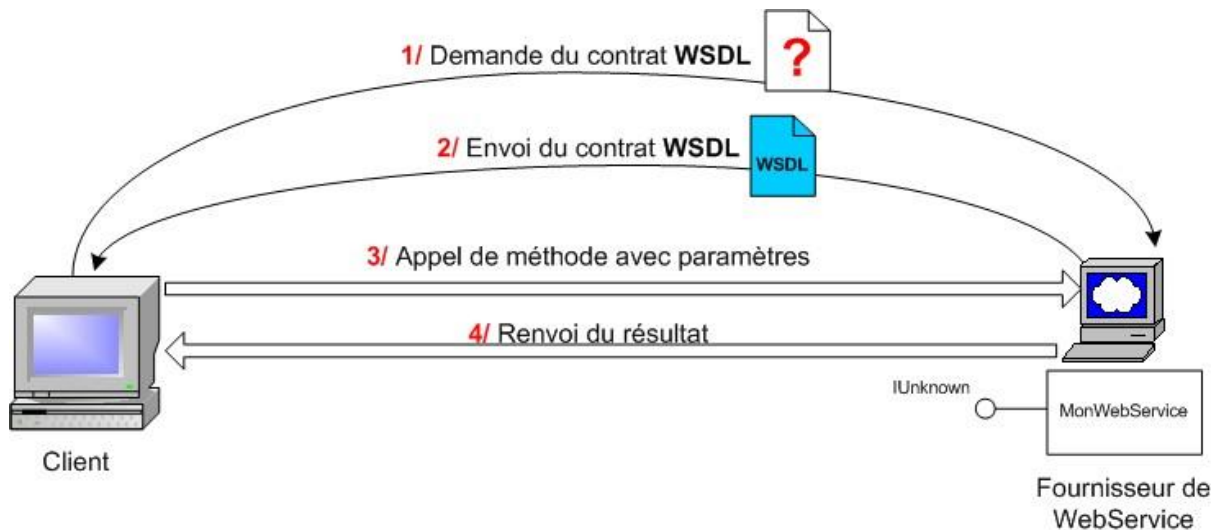 1/ Demande du contrat WSDL
?
2/ Envoi du contrat WSDL
WSDL
3/ Appel de méthode avec paramètres
4/ Renvoi du résultat
IUnknown
MonWebService
Client
Fournisseur de
WebService